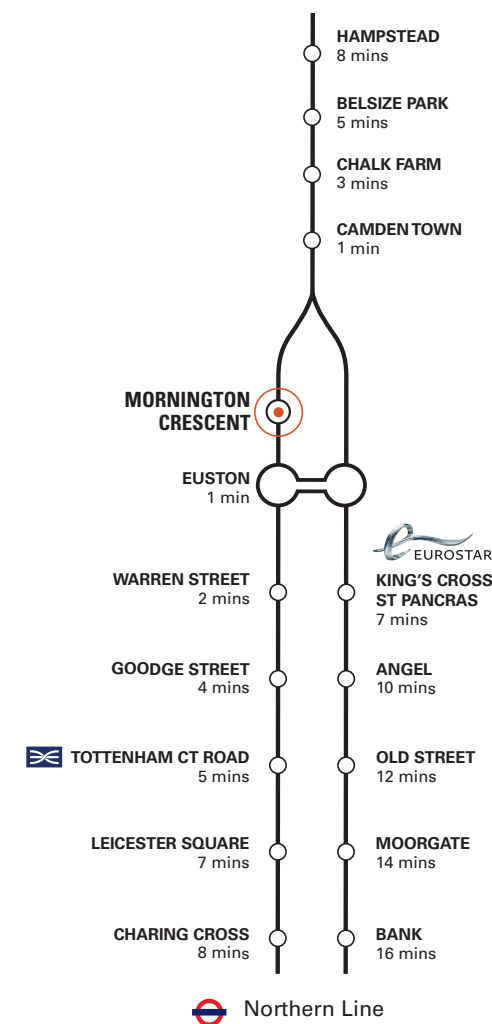 HAMPSTEAD
8 mins
BELSIZE PARK
5 mins
CHALK FARM
3 mins
CAMDEN TOWN
1 min
MORNINGTON
CRESCENT
EUSTON
1 min
EUROSTAR
WARREN STREET
2 mins
KING'S CROSS
ST PANCRAS
7 mins
GOODGE STREET
4 mins
ANGEL
10 mins
TOTTENHAM CT ROAD
5 mins
OLD STREET
12 mins
LEICESTER SQUARE
7 mins
MOORGATE
14 mins
CHARING CROSS
8 mins
BANK
16 mins
Northern Line